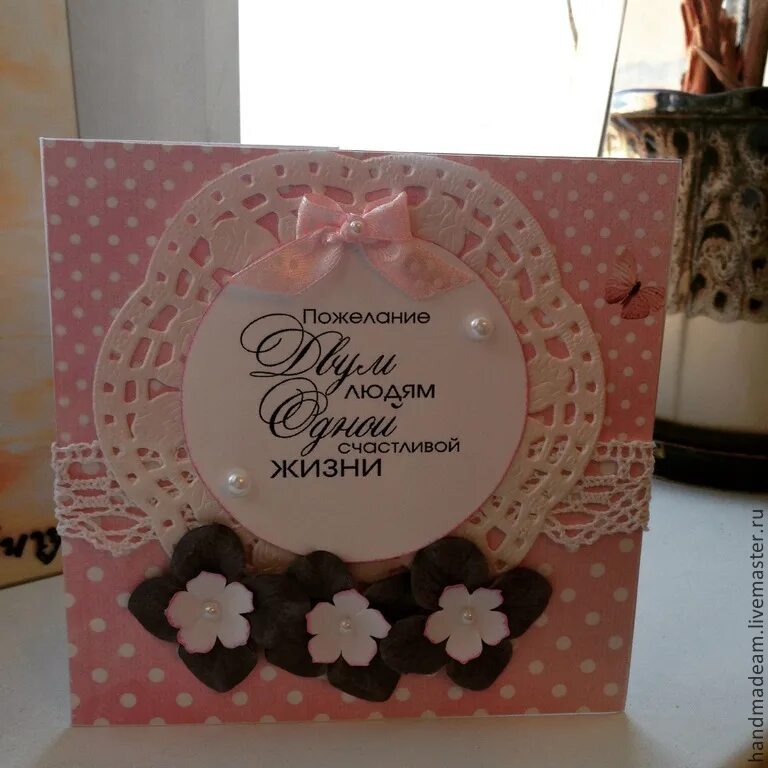 Пожелание
Двум
людям
Одной
счастливой
жизни
handmadeam.livemaster.ru